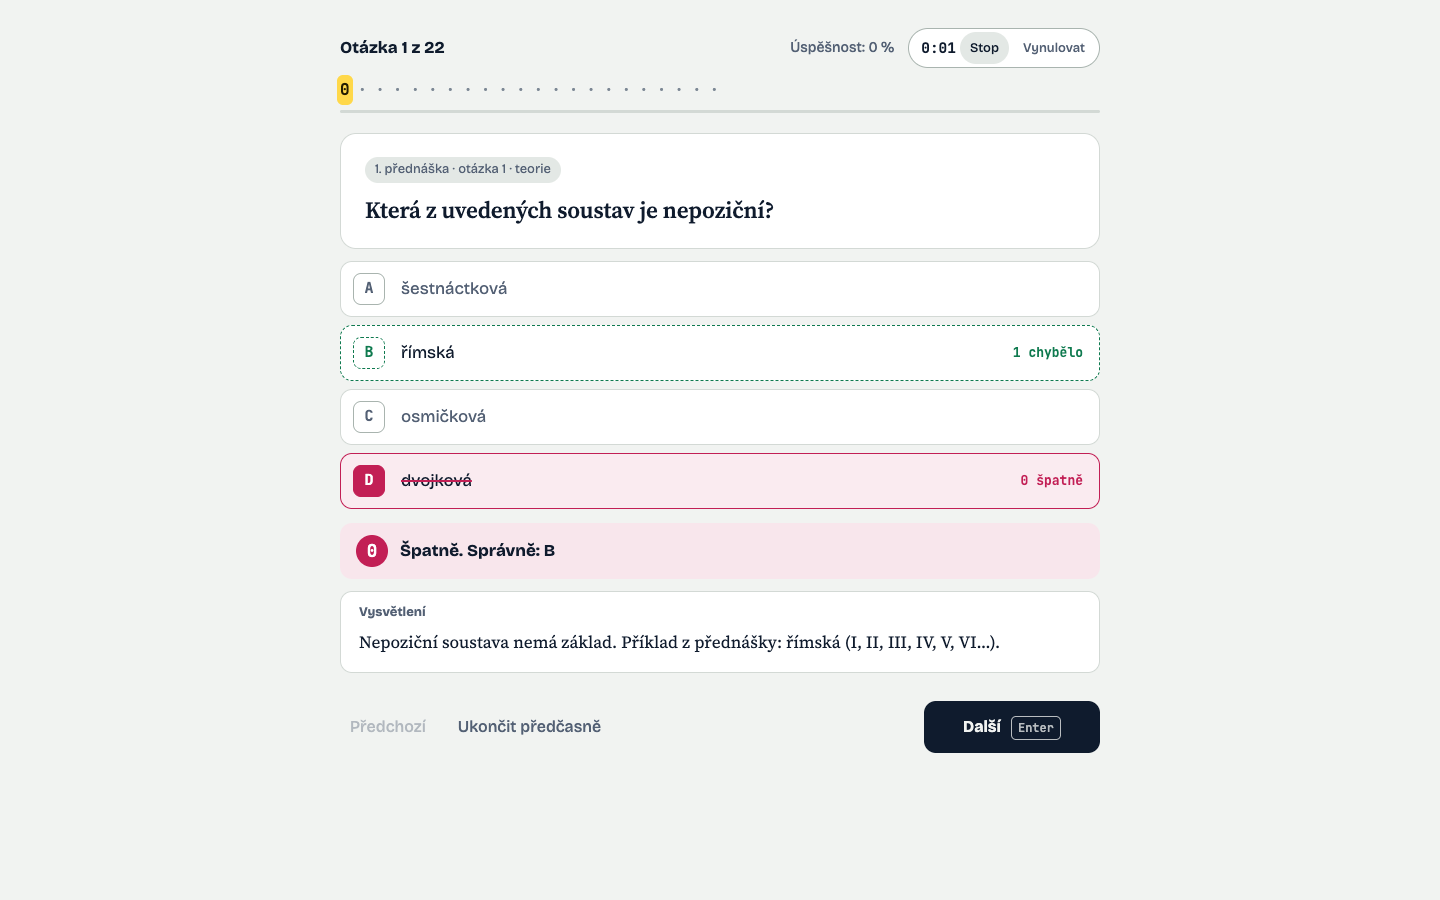 Otázka 1 z 22
Úspěšnost: 0 %
0:01 Stop Vynulovat
0 · · · · · · · · · · · · · · · · · · · · ·
1. přednáška · otázka 1 · teorie
Která z uvedených soustav je nepoziční?
A šestnáctková
B římská 1 chybělo
C osmičková
D dvojková 0 špatně
0 Špatně. Správně: B
Vysvětlení
Nepoziční soustava nemá základ. Příklad z přednášky: římská (I, II, III, IV, V, VI…).
Předchozí Ukončit předčasně Další Enter